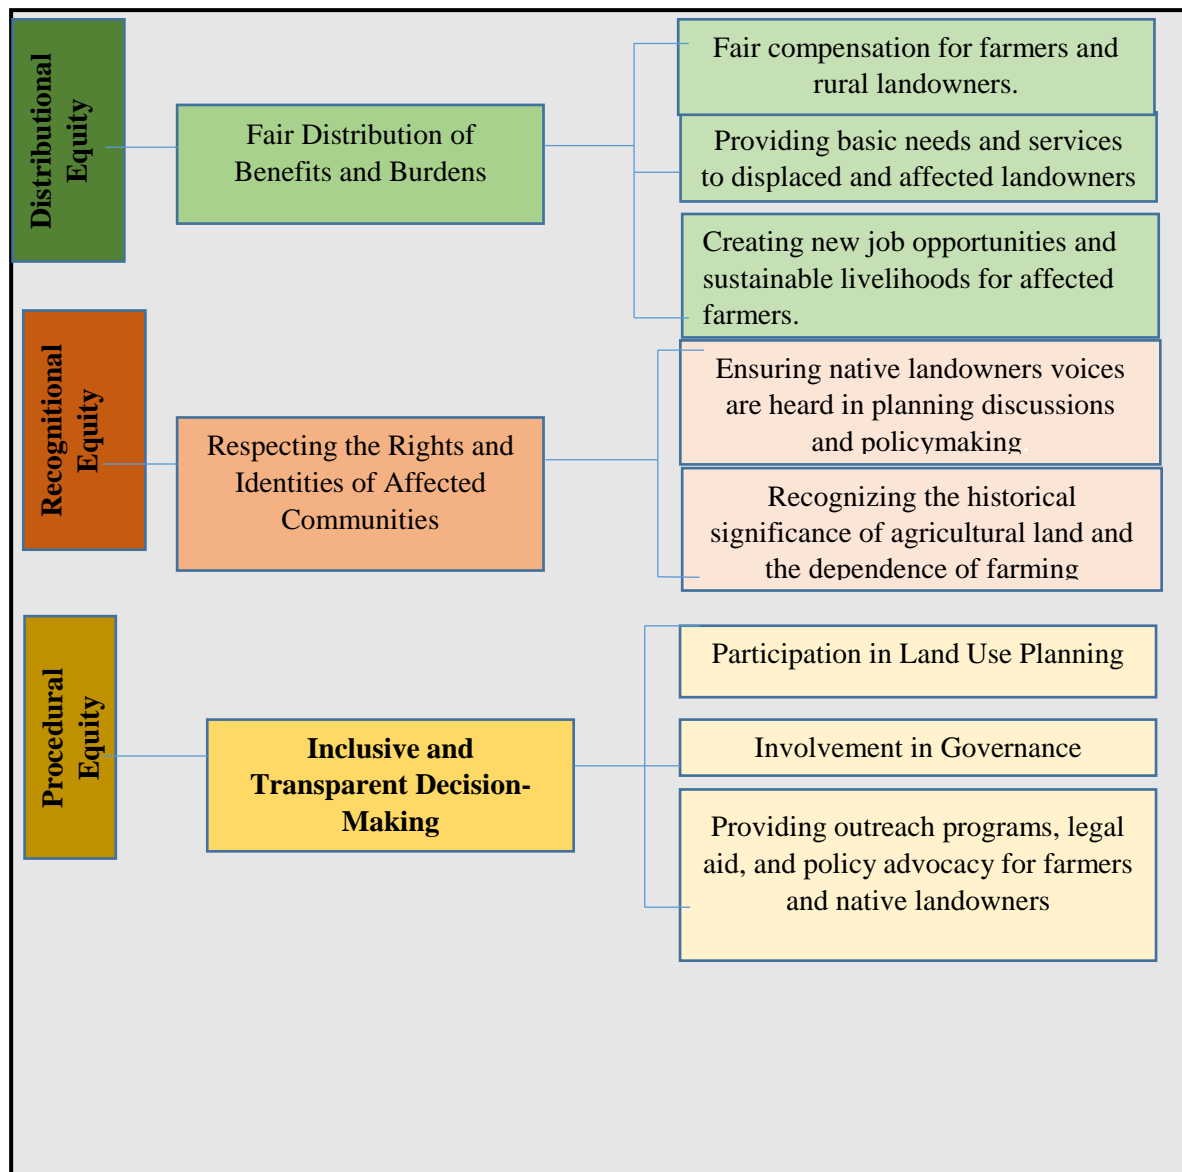 Distributional
Equity
Fair Distribution of
Benefits and Burdens
Fair compensation for farmers and
rural landowners.
Providing basic needs and services
to displaced and affected landowners
Creating new job opportunities and
sustainable livelihoods for affected
farmers.
Recognitional
Equity
Respecting the Rights and
Identities of Affected
Communities
Ensuring native landowners voices
are heard in planning discussions
and policymaking.
Recognizing the historical
significance of agricultural land and
the dependence of farming
Procedural
Equity
Inclusive and
Transparent Decision-
Making
Participation in Land Use Planning
Involvement in Governance
Providing outreach programs, legal
aid, and policy advocacy for farmers
and native landowners